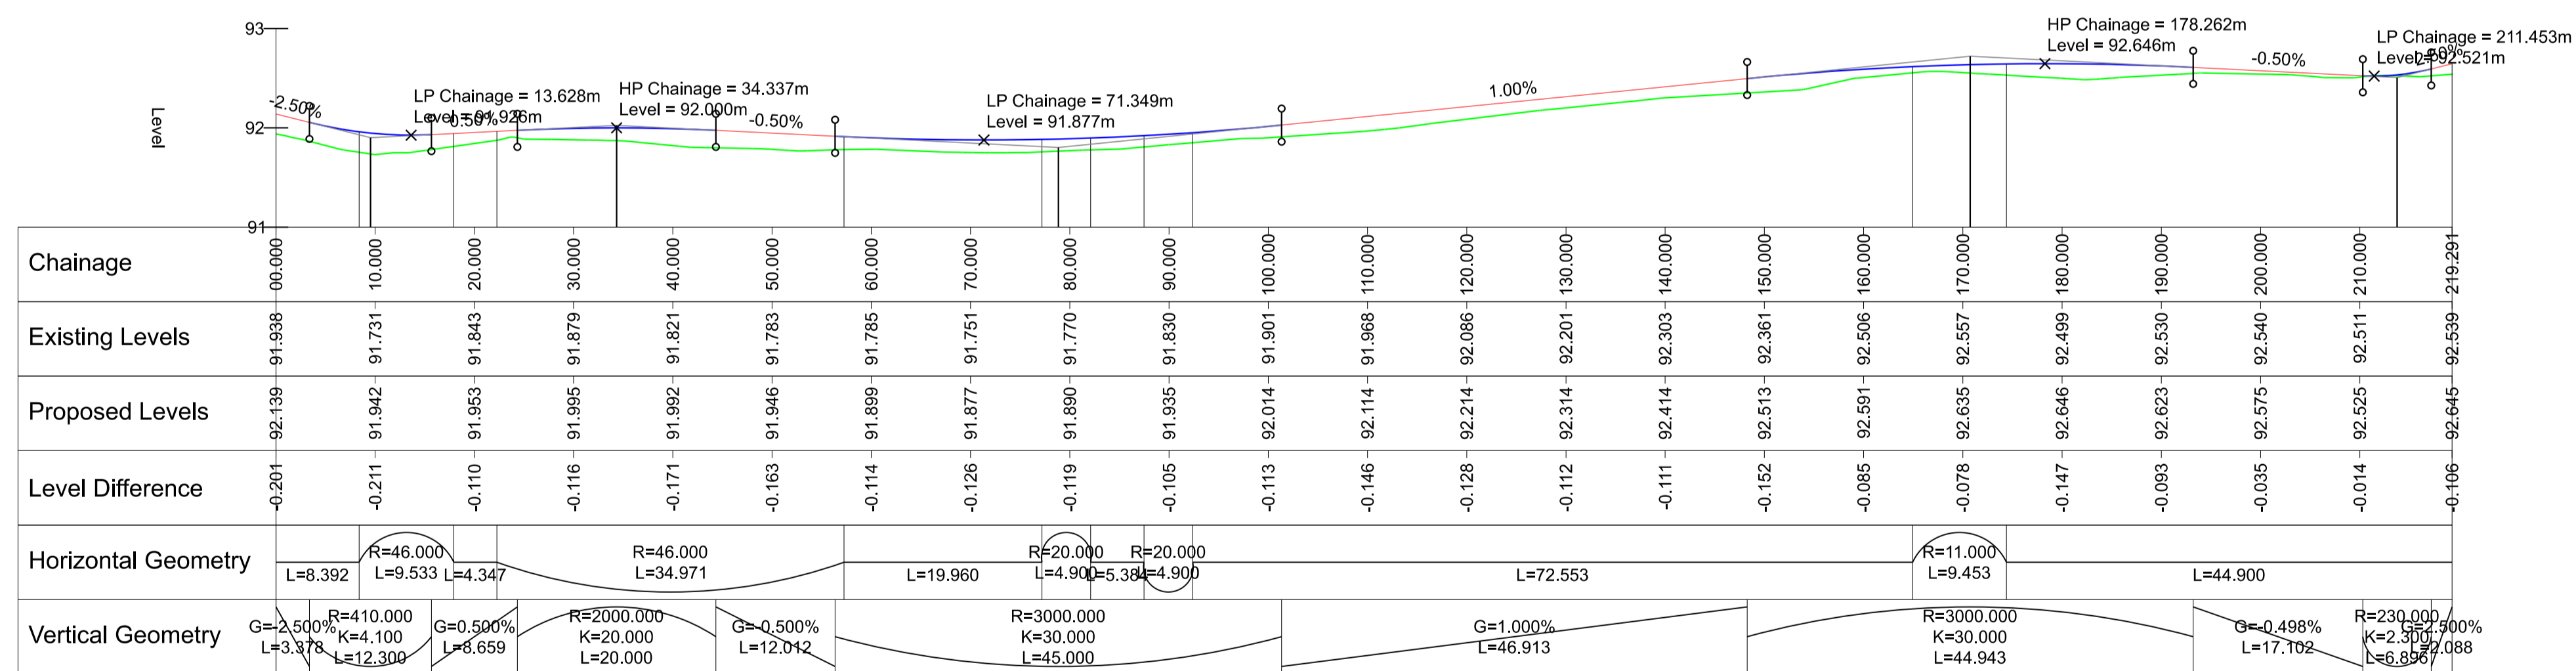 93
92
91
Level
-2.50%
LP Chainage = 13.628m
Level = 91.926m
0.50%
HP Chainage = 34.337m
Level = 92.000m
-0.50%
LP Chainage = 71.349m
Level = 91.877m
1.00%
HP Chainage = 178.262m
Level = 92.646m
-0.50%
LP Chainage = 211.453m
Level = 92.521m
2.50%
Chainage 00.000 10.000 20.000 30.000 40.000 50.000 60.000 70.000 80.000 90.000 100.000 110.000 120.000 130.000 140.000 150.000 160.000 170.000 180.000 190.000 200.000 210.000 219.291
Existing Levels 91.938 91.731 91.843 91.879 91.821 91.783 91.785 91.751 91.770 91.830 91.901 91.968 92.086 92.201 92.303 92.361 92.506 92.557 92.499 92.530 92.540 92.511 92.539
Proposed Levels 92.139 91.942 91.953 91.995 91.992 91.946 91.899 91.877 91.890 91.935 92.014 92.114 92.214 92.314 92.414 92.513 92.591 92.635 92.646 92.623 92.575 92.525 92.645
Level Difference -0.201 -0.211 -0.110 -0.116 -0.171 -0.163 -0.114 -0.126 -0.119 -0.105 -0.113 -0.146 -0.128 -0.112 -0.111 -0.152 -0.085 -0.078 -0.147 -0.093 -0.035 -0.014 -0.106
Horizontal Geometry
L=8.392
R=46.000
L=9.533
L=4.347
R=46.000
L=34.971
L=19.960
R=20.000
L=4.900
L=5.384
R=20.000
L=4.900
L=72.553
R=11.000
L=9.453
L=44.900
Vertical Geometry
G=-2.500%
L=3.378
R=410.000
K=4.100
L=12.300
G=0.500%
L=8.659
R=2000.000
K=20.000
L=20.000
G=-0.500%
L=12.012
R=3000.000
K=30.000
L=45.000
G=1.000%
L=46.913
R=3000.000
K=30.000
L=44.943
G=-0.498%
L=17.102
R=230.000
K=2.300
L=6.896
G=2.500%
L=2.088